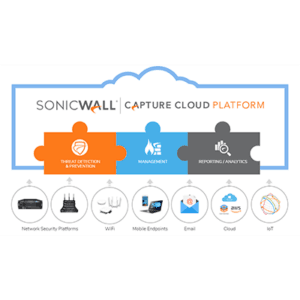 SONICWALL® | CAPTURE CLOUD PLATFORM
THREAT DETECTION
& PREVENTION
MANAGEMENT
REPORTING / ANALYTICS
Network Security Platforms
WiFi
Mobile Endpoints
Email
Cloud
IoT
aws